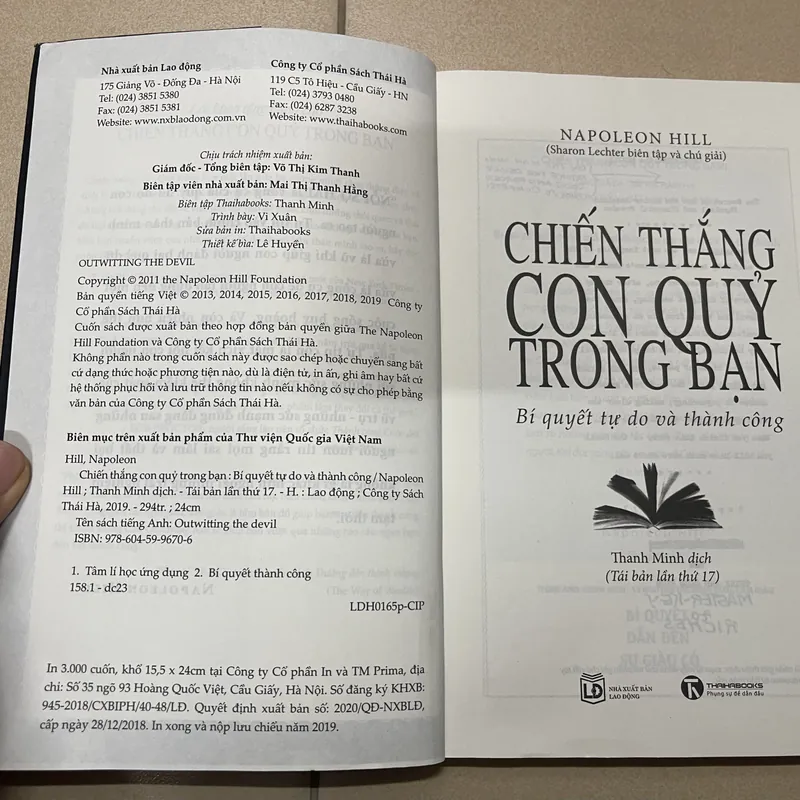 Nhà xuất bản Lao động
175 Giảng Võ - Đống Đa - Hà Nội
Tel: (024) 3851 5380
Fax: (024) 3851 5381
Website: www.nxblaodong.com.vn
Công ty Cổ phần Sách Thái Hà
119 C5 Tô Hiệu - Cầu Giấy - HN
Tel: (024) 3793 0480
Fax: (024) 6287 3238
Website: www.thaihabooks.com
Chịu trách nhiệm xuất bản:
Giám đốc - Tổng biên tập: Võ Thị Kim Thanh
Biên tập viên nhà xuất bản: Mai Thị Thanh Hằng
Biên tập Thaihabooks: Thanh Minh
Trình bày: Vi Xuân
Sửa bản in: Thaihabooks
Thiết kế bìa: Lê Huyền
OUTWITTING THE DEVIL
Copyright © 2011 the Napoleon Hill Foundation
Bản quyền tiếng Việt © 2013, 2014, 2015, 2016, 2017, 2018, 2019 Công ty
Cổ phần Sách Thái Hà
Cuốn sách được xuất bản theo hợp đồng bản quyền giữa The Napoleon
Hill Foundation và Công ty Cổ phần Sách Thái Hà.
Không phần nào trong cuốn sách này được sao chép hoặc chuyển sang bất
cứ dạng thức hoặc phương tiện nào, dù là điện tử, in ấn, ghi âm hay bất cứ
hệ thống phục hồi và lưu trữ thông tin nào nếu không có sự cho phép bằng
văn bản của Công ty Cổ phần Sách Thái Hà.
Biên mục trên xuất bản phẩm của Thư viện Quốc gia Việt Nam
Hill, Napoleon
Chiến thắng con quỷ trong bạn : Bí quyết tự do và thành công / Napoleon
Hill ; Thanh Minh dịch. - Tái bản lần thứ 17. - H. : Lao động ; Công ty Sách
Thái Hà, 2019. - 294tr. ; 24cm
Tên sách tiếng Anh: Outwitting the devil
ISBN: 978-604-59-9670-6
1. Tâm lí học ứng dụng 2. Bí quyết thành công
158.1 - dc23
LDH0165p-CIP
In 3.000 cuốn, khổ 15,5 x 24cm tại Công ty Cổ phần In và TM Prima, địa
chỉ: Số 35 ngõ 93 Hoàng Quốc Việt, Cầu Giấy, Hà Nội. Số đăng ký KHXB:
945-2018/CXBIPH/40-48/LĐ. Quyết định xuất bản số: 2020/QĐ-NXBLĐ,
cấp ngày 28/12/2018. In xong và nộp lưu chiểu năm 2019.
NAPOLEON HILL
(Sharon Lechter biên tập và chú giải)
CHIẾN THẮNG
CON QUỶ
TRONG BẠN
Bí quyết tự do và thành công
Thanh Minh dịch
(Tái bản lần thứ 17)
LĐ
NHÀ XUẤT BẢN
LAO ĐỘNG
THAIHABOOKS
Phụng sự để dẫn đầu